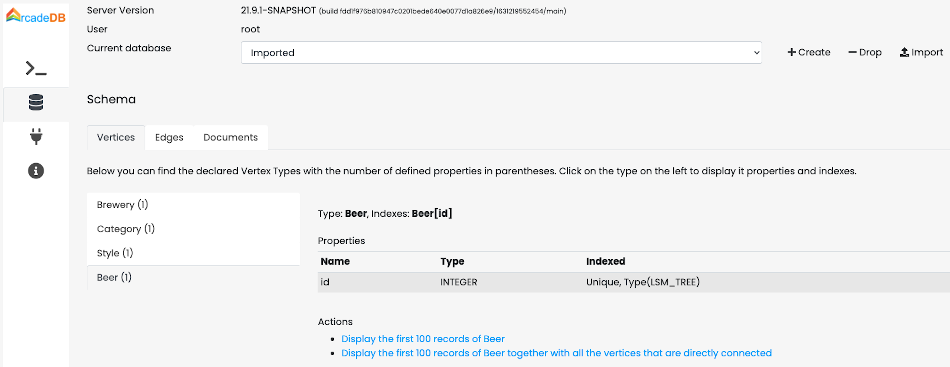 ArcadeDB
Server Version 21.9.1-SNAPSHOT (build fdd1f976b810947c0201bede640e0077d1a826e9/1631219552454/main)
User root
Current database Imported Create Drop Import
Schema
Vertices Edges Documents
Below you can find the declared Vertex Types with the number of defined properties in parentheses. Click on the type on the left to display it properties and indexes.
Brewery (1)
Category (1)
Style (1)
Beer (1)
Type: Beer, Indexes: Beer[id]
Properties
Name Type Indexed
id INTEGER Unique, Type(LSM_TREE)
Actions
Display the first 100 records of Beer
Display the first 100 records of Beer together with all the vertices that are directly connected